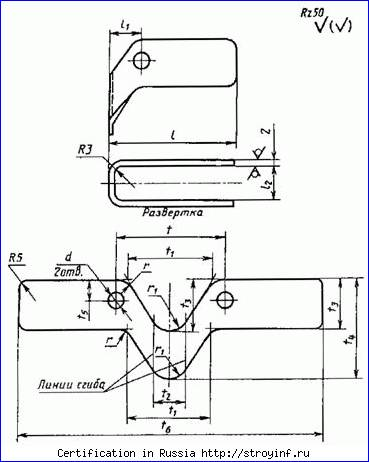 Rz50
√(√)
l₁
l
R3
2
l₂
Развертка
t
t₁
R5
d
2отв.
r
r₁
t₃
t₅
t₃
t₄
r
r₁
Линии сгиба
t₂
t₁
t₆
Certification in Russia http://stroyinf.ru